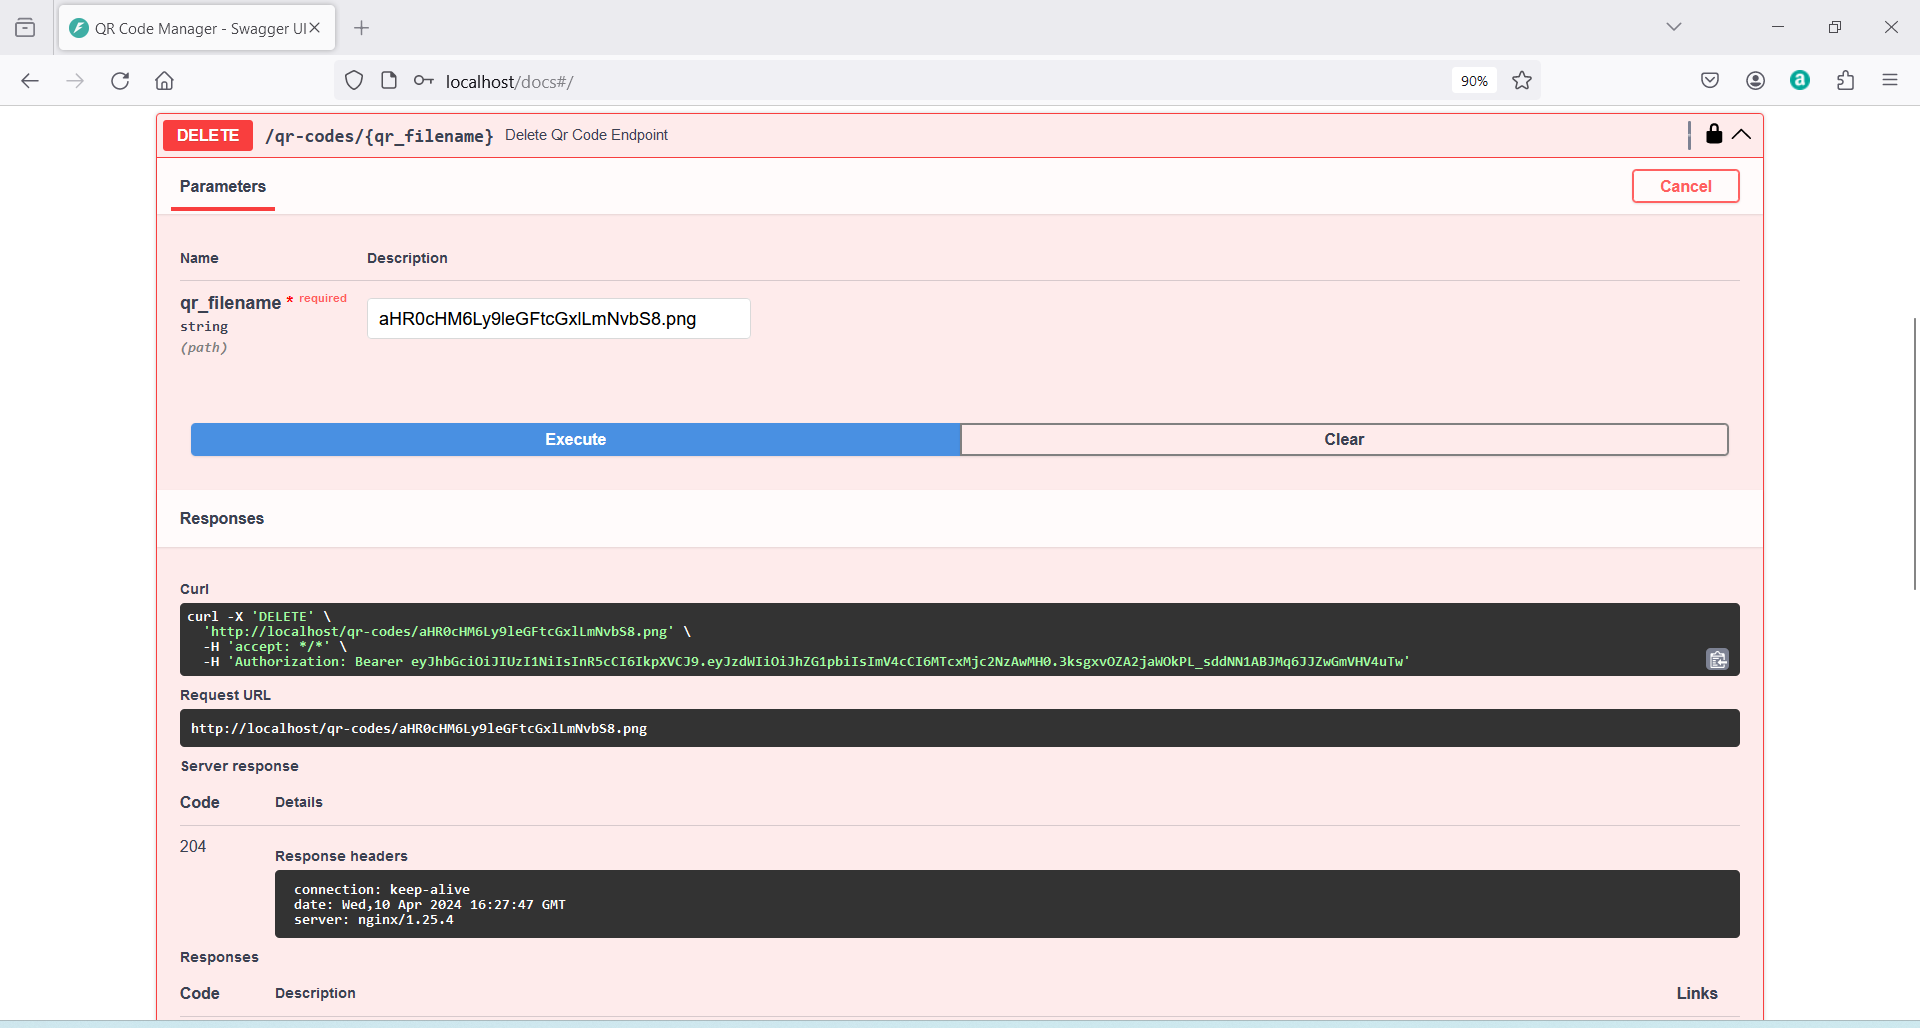 QR Code Manager - Swagger UI
localhost/docs#/
90%
DELETE /qr-codes/{qr_filename} Delete Qr Code Endpoint
Parameters
Cancel
Name Description
qr_filename * required
string
(path)
aHR0cHM6Ly9leGFtcGxlLmNvbS8.png
Execute Clear
Responses
Curl
curl -X 'DELETE' \
'http://localhost/qr-codes/aHR0cHM6Ly9leGFtcGxlLmNvbS8.png' \
-H 'accept: */*' \
-H 'Authorization: Bearer eyJhbGciOiJIUzI1NiIsInR5cCI6IkpXVCJ9.eyJzdWIiOiJhZG1pbiIsImV4cCI6MTcxMjc2NzAwMH0.3ksgxvOZA2jaWOkPL_sddNN1ABJMq6JJZwGmVHV4uTw'
Request URL
http://localhost/qr-codes/aHR0cHM6Ly9leGFtcGxlLmNvbS8.png
Server response
Code Details
204
Response headers
connection: keep-alive
date: Wed,10 Apr 2024 16:27:47 GMT
server: nginx/1.25.4
Responses
Code Description Links